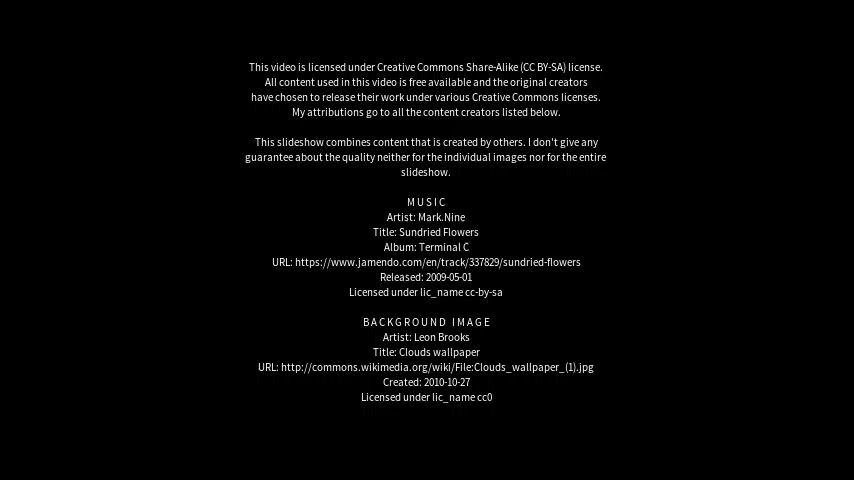 This video is licensed under Creative Commons Share-Alike (CC BY-SA) license.
All content used in this video is free available and the original creators
have chosen to release their work under various Creative Commons licenses.
My attributions go to all the content creators listed below.
This slideshow combines content that is created by others. I don't give any
guarantee about the quality neither for the individual images nor for the entire
slideshow.
MUSIC
Artist: Mark.Nine
Title: Sundried Flowers
Album: Terminal C
URL: https://www.jamendo.com/en/track/337829/sundried-flowers
Released: 2009-05-01
Licensed under lic_name cc-by-sa
BACKGROUND IMAGE
Artist: Leon Brooks
Title: Clouds wallpaper
URL: http://commons.wikimedia.org/wiki/File:Clouds_wallpaper_(1).jpg
Created: 2010-10-27
Licensed under lic_name cc0